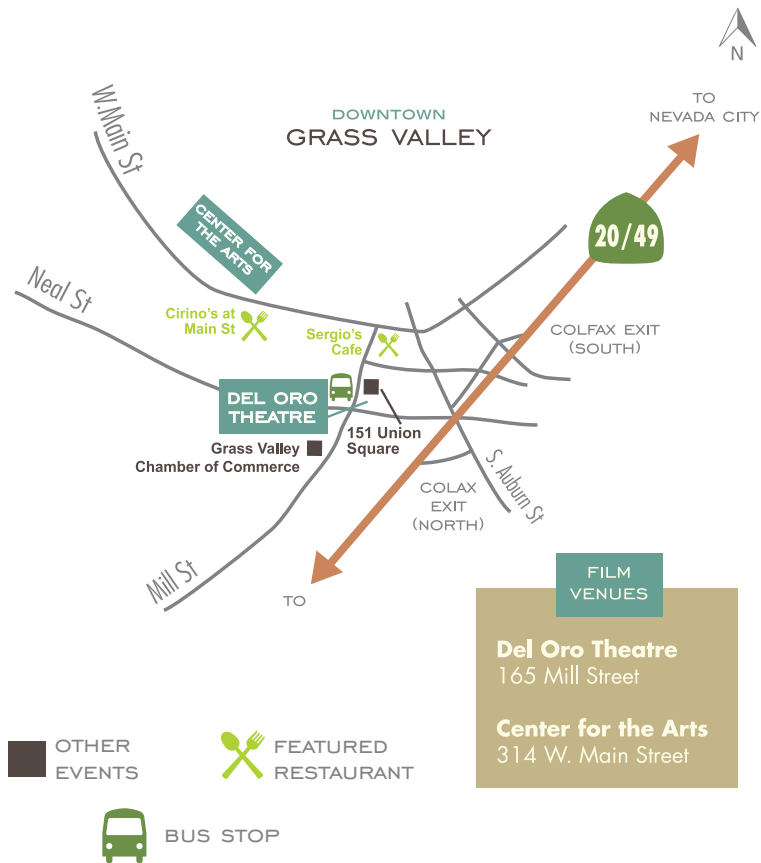 N
TO
NEVADA CITY
DOWNTOWN
GRASS VALLEY
W.Main St
CENTER FOR
THE ARTS
20/49
Neal St
Cirino's at
Main St
Sergio's
Cafe
COLFAX EXIT
(SOUTH)
DEL ORO
THEATRE
151 Union
Square
Grass Valley
Chamber of Commerce
S. Auburn St
COLAX
EXIT
(NORTH)
Mill St
TO
FILM
VENUES
Del Oro Theatre
165 Mill Street
Center for the Arts
314 W. Main Street
OTHER
EVENTS
FEATURED
RESTAURANT
BUS STOP